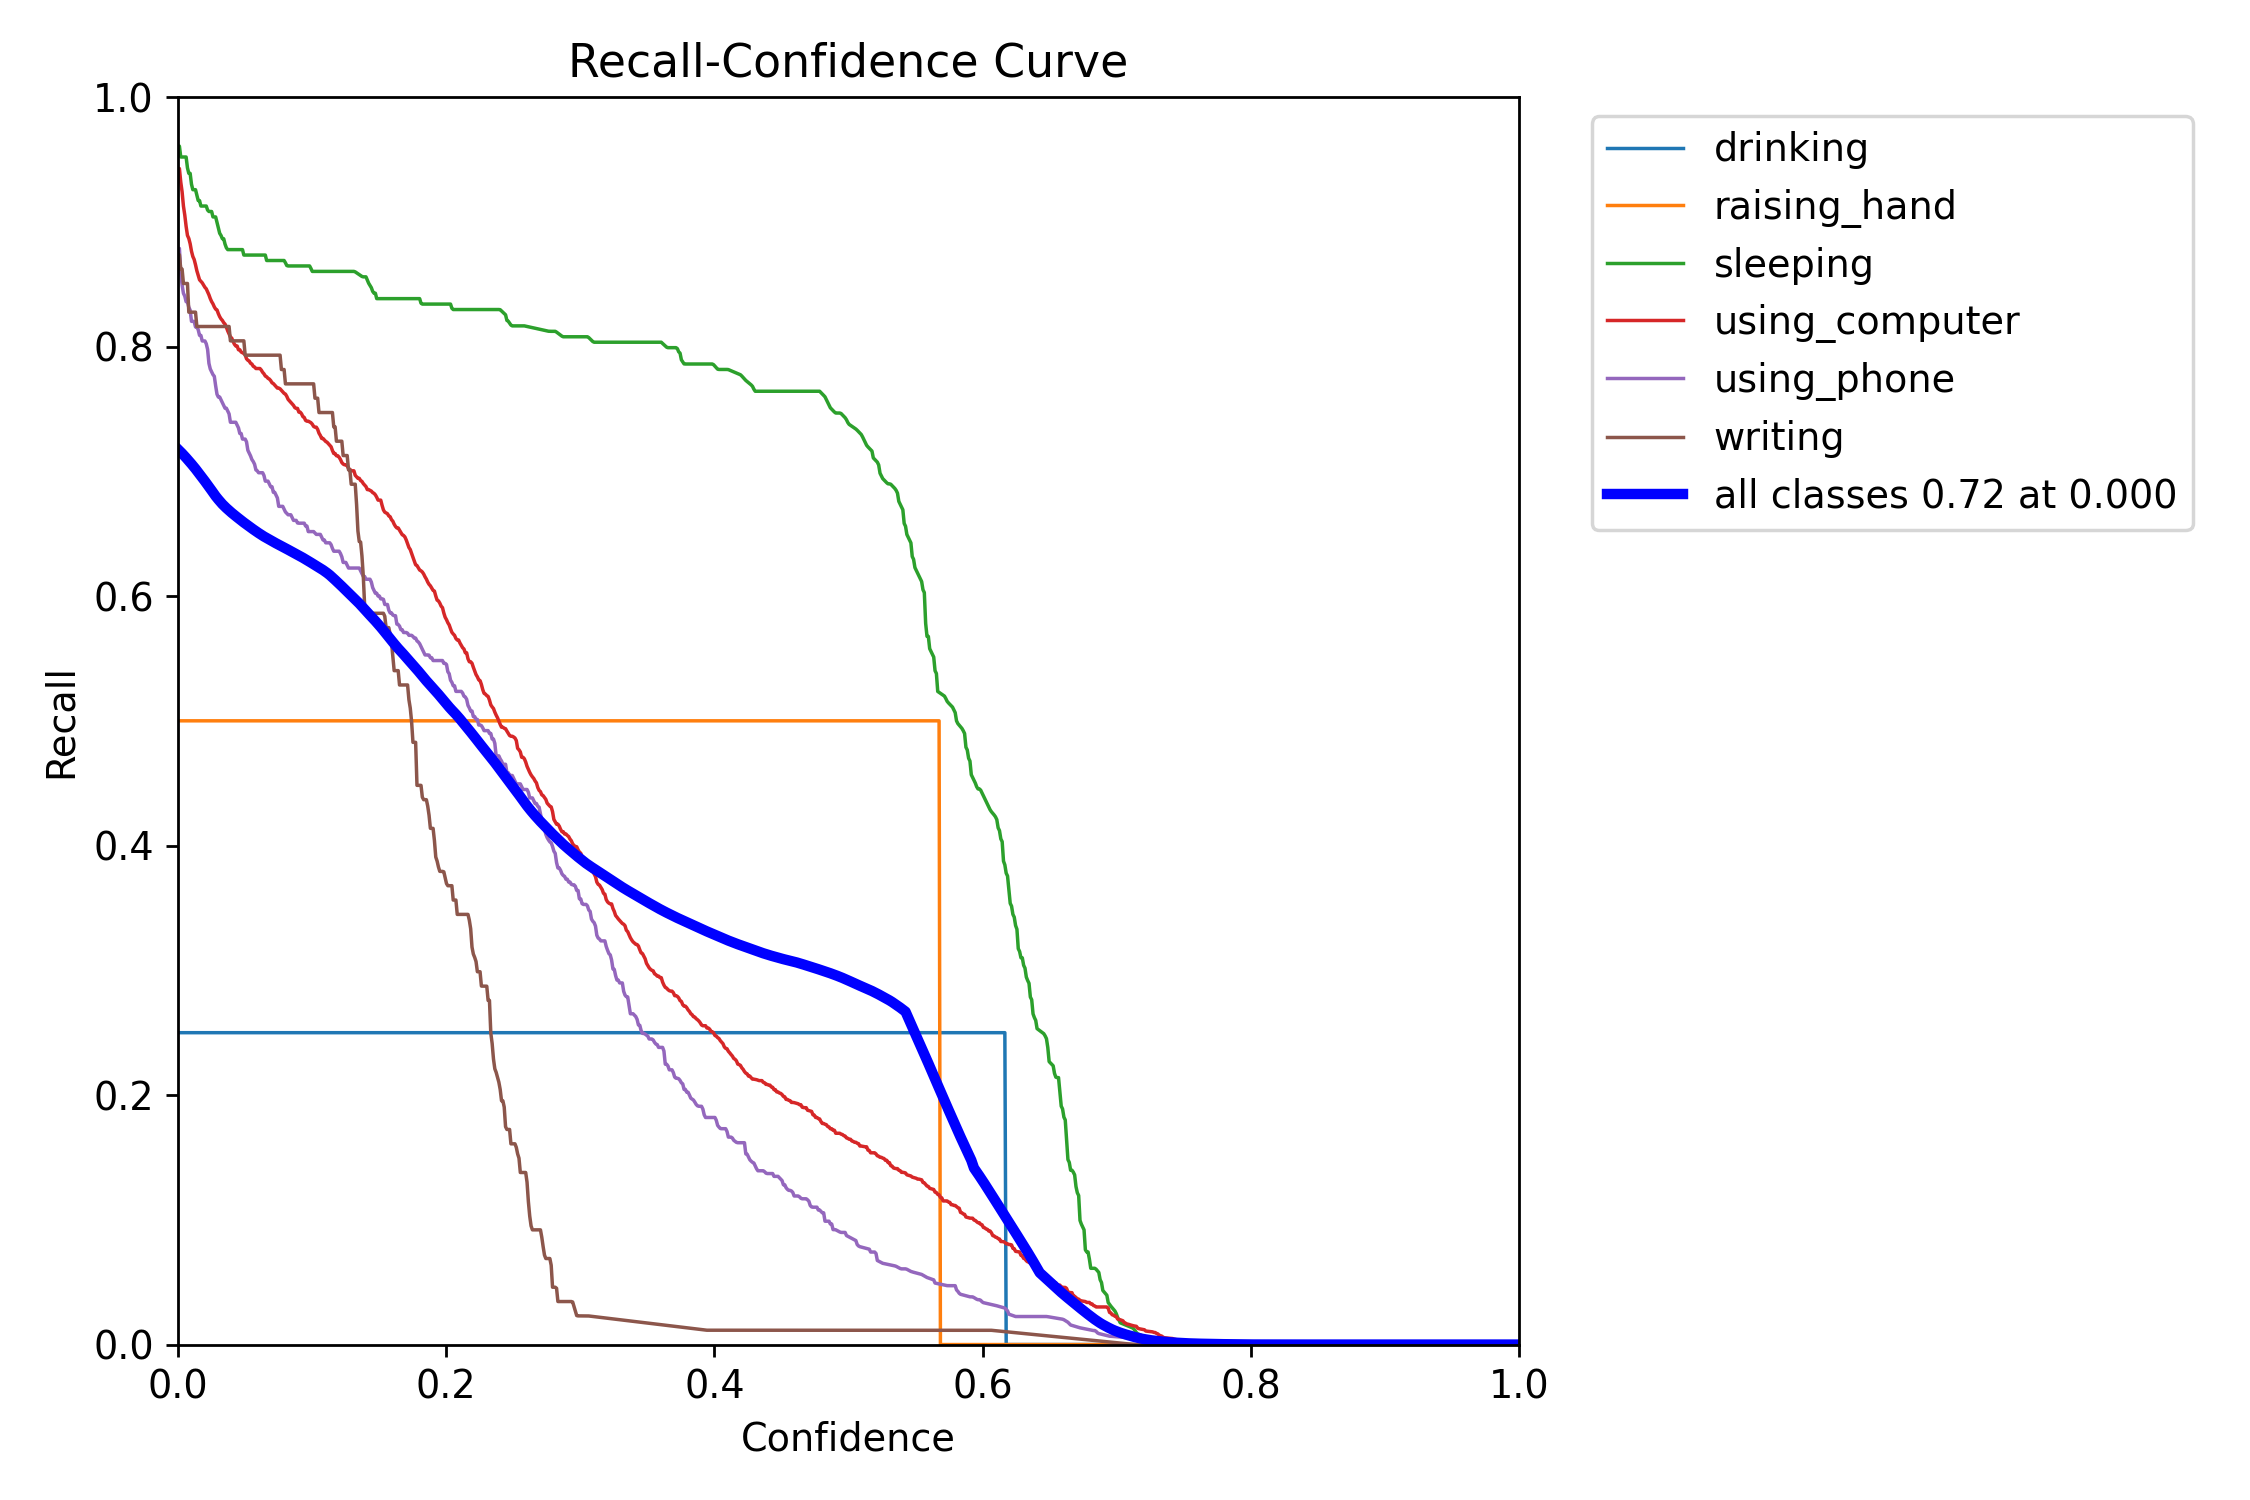 Recall-Confidence Curve
1.0
0.8
0.6
0.4
0.2
0.0
Recall
0.0 0.2 0.4 0.6 0.8 1.0
Confidence
drinking
raising_hand
sleeping
using_computer
using_phone
writing
all classes 0.72 at 0.000